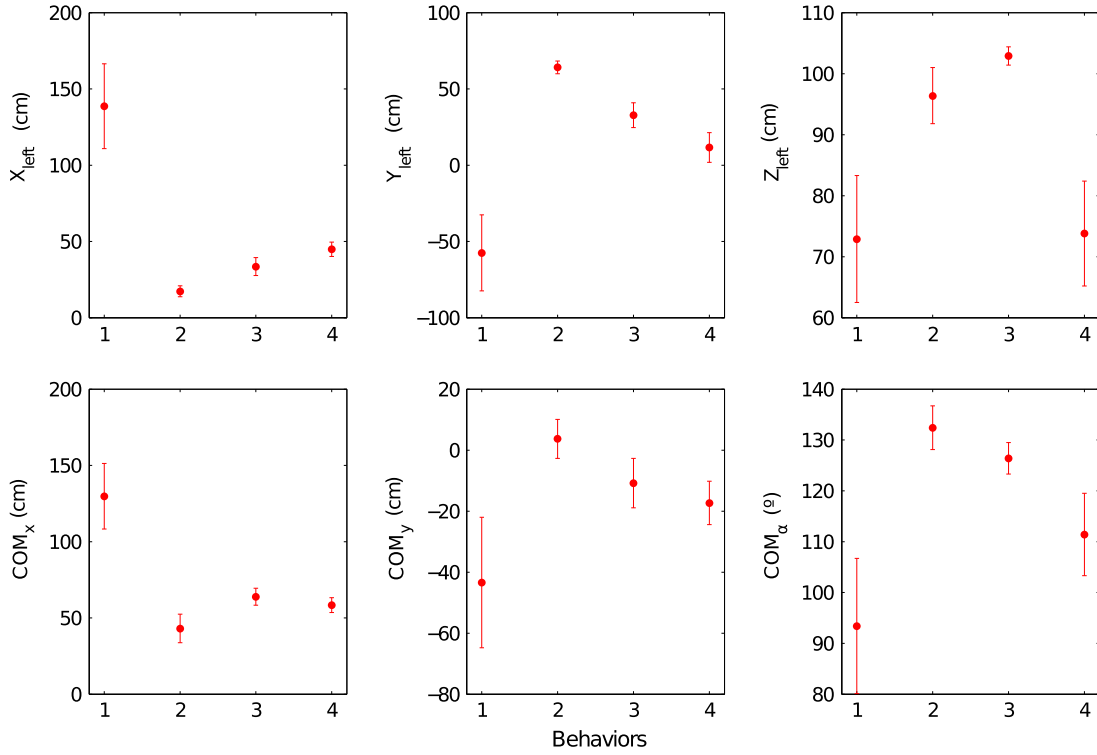 200
150
100
50
0
X_left (cm)
1 2 3 4
100
50
0
−50
−100
Y_left (cm)
1 2 3 4
110
100
90
80
70
60
Z_left (cm)
1 2 3 4
200
150
100
50
0
COM_x (cm)
1 2 3 4
20
0
−20
−40
−60
−80
COM_y (cm)
1 2 3 4
Behaviors
140
130
120
110
100
90
80
COM_α (º)
1 2 3 4